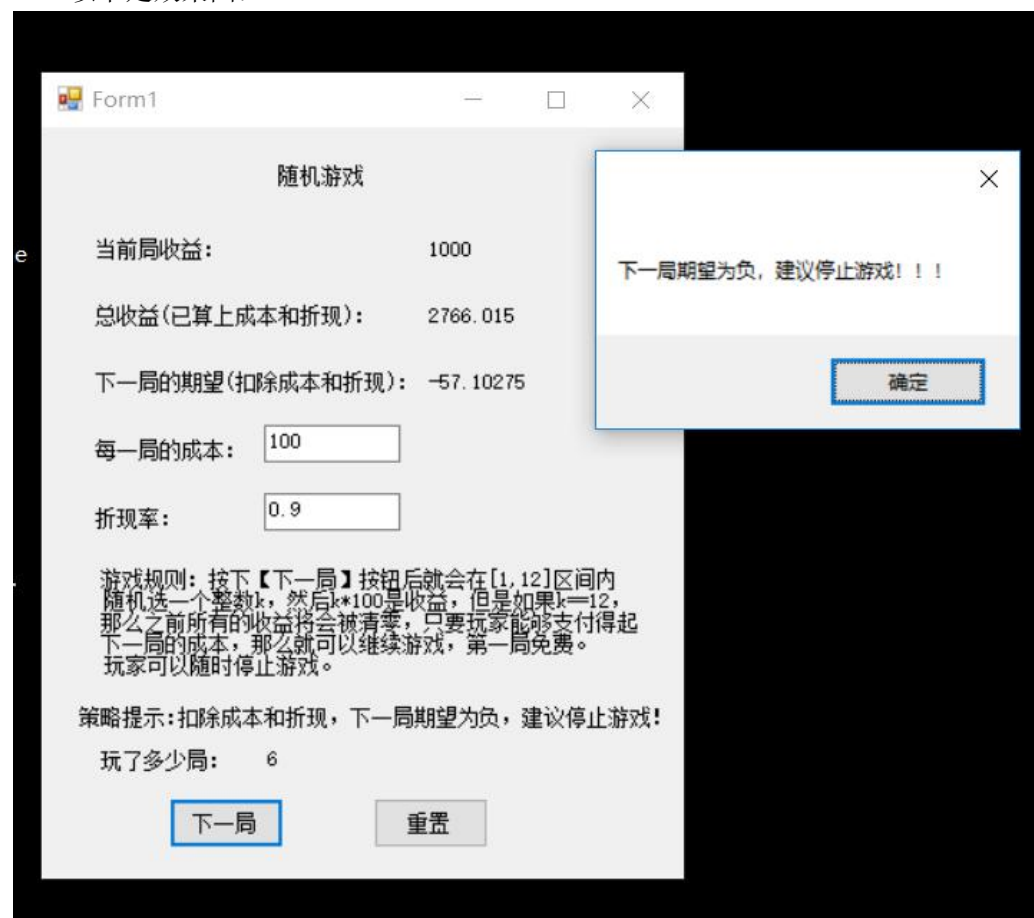 Form1
随机游戏
当前局收益： 1000
总收益(已算上成本和折现)： 2766.015
下一局的期望(扣除成本和折现)： -57.10275
每一局的成本： 100
折现率： 0.9
游戏规则：按下【下一局】按钮后就会在[1,12]区间内
随机选一个整数k，然后k*100是收益，但是如果k==12，
那么之前所有的收益将会被清零，只要玩家能够支付得起
下一局的成本，那么就可以继续游戏，第一局免费。
玩家可以随时停止游戏。
策略提示:扣除成本和折现，下一局期望为负，建议停止游戏!
玩了多少局： 6
下一局 重置
下一局期望为负，建议停止游戏！！！
确定
e